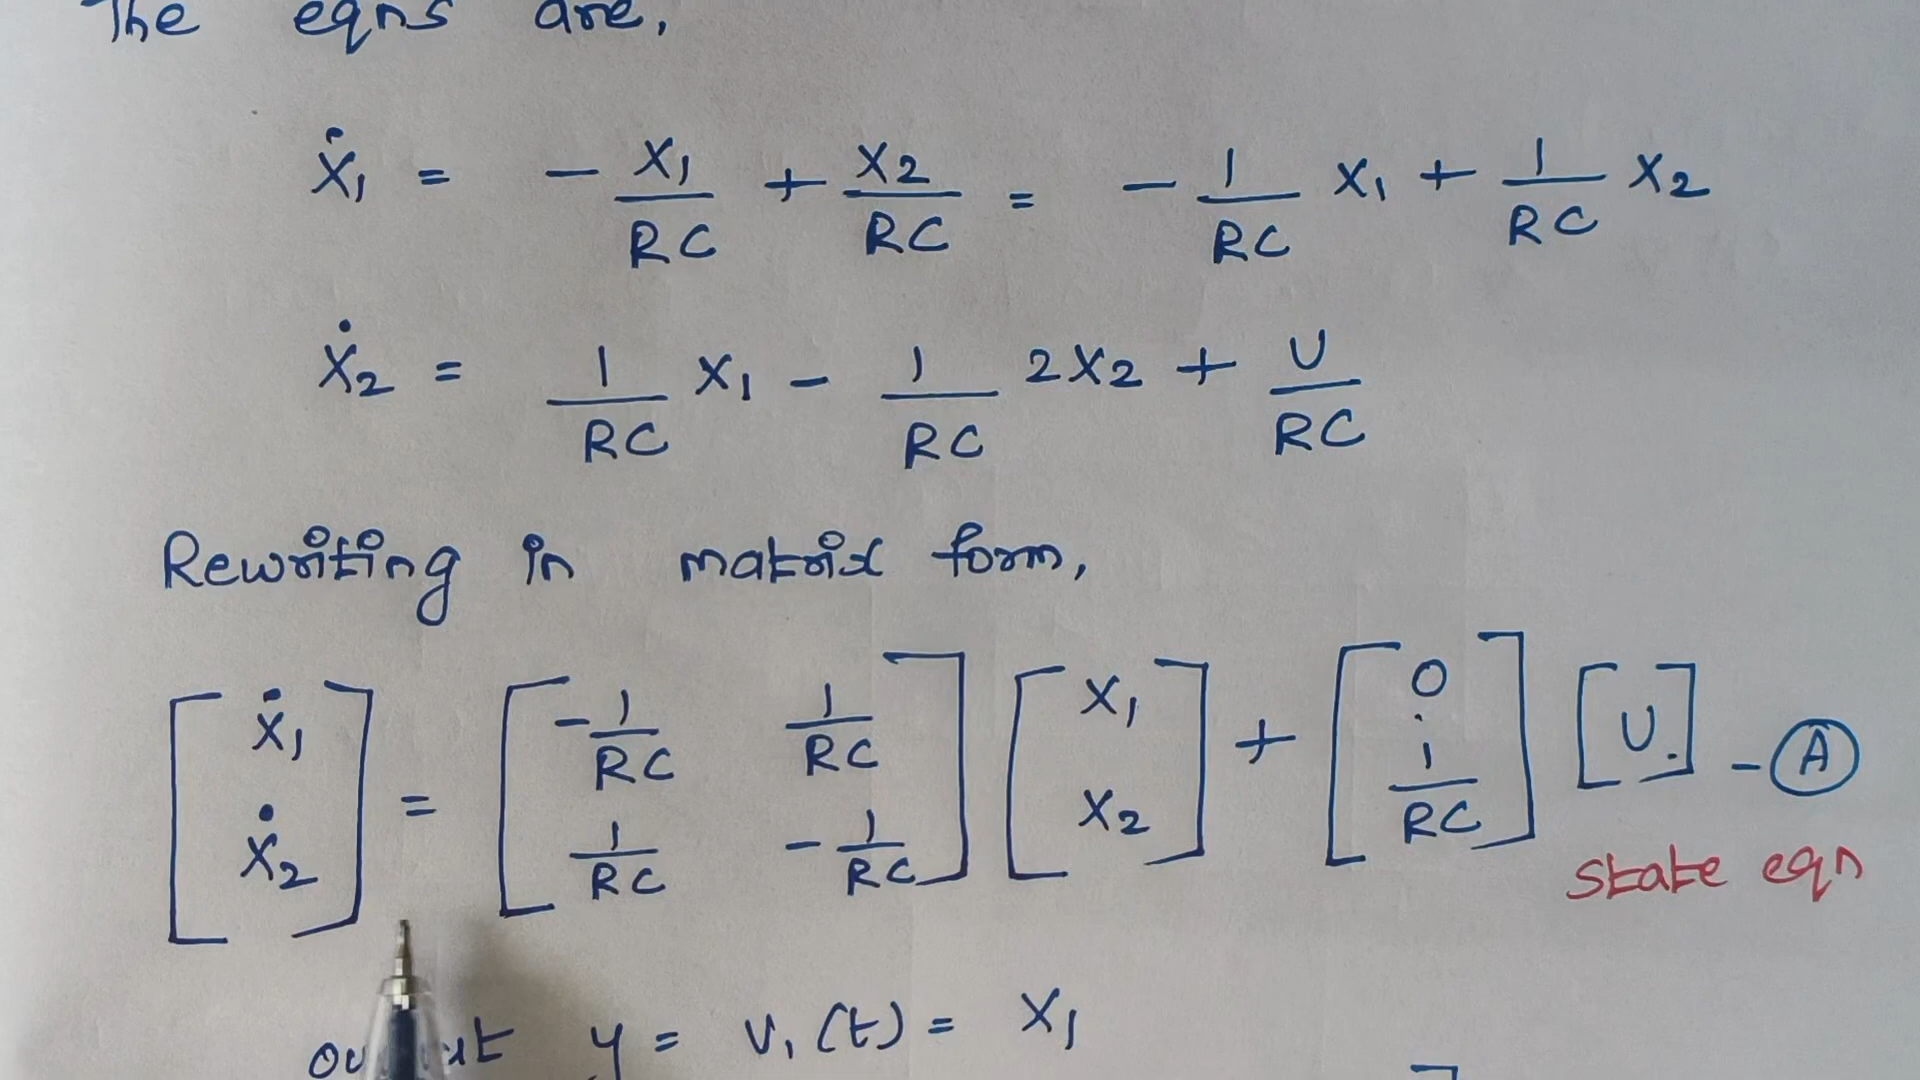 The eqns are,
Ẋ₁ = - X₁/RC + X₂/RC = - 1/RC X₁ + 1/RC X₂
Ẋ₂ = 1/RC X₁ - 1/RC 2X₂ + U/RC
Rewriting in matrix form,
[Ẋ₁ Ẋ₂] = [-1/RC 1/RC 1/RC -1/RC] [X₁ X₂] + [0 1/RC] [U] - A
state eqn
y = V₁(t) = X₁